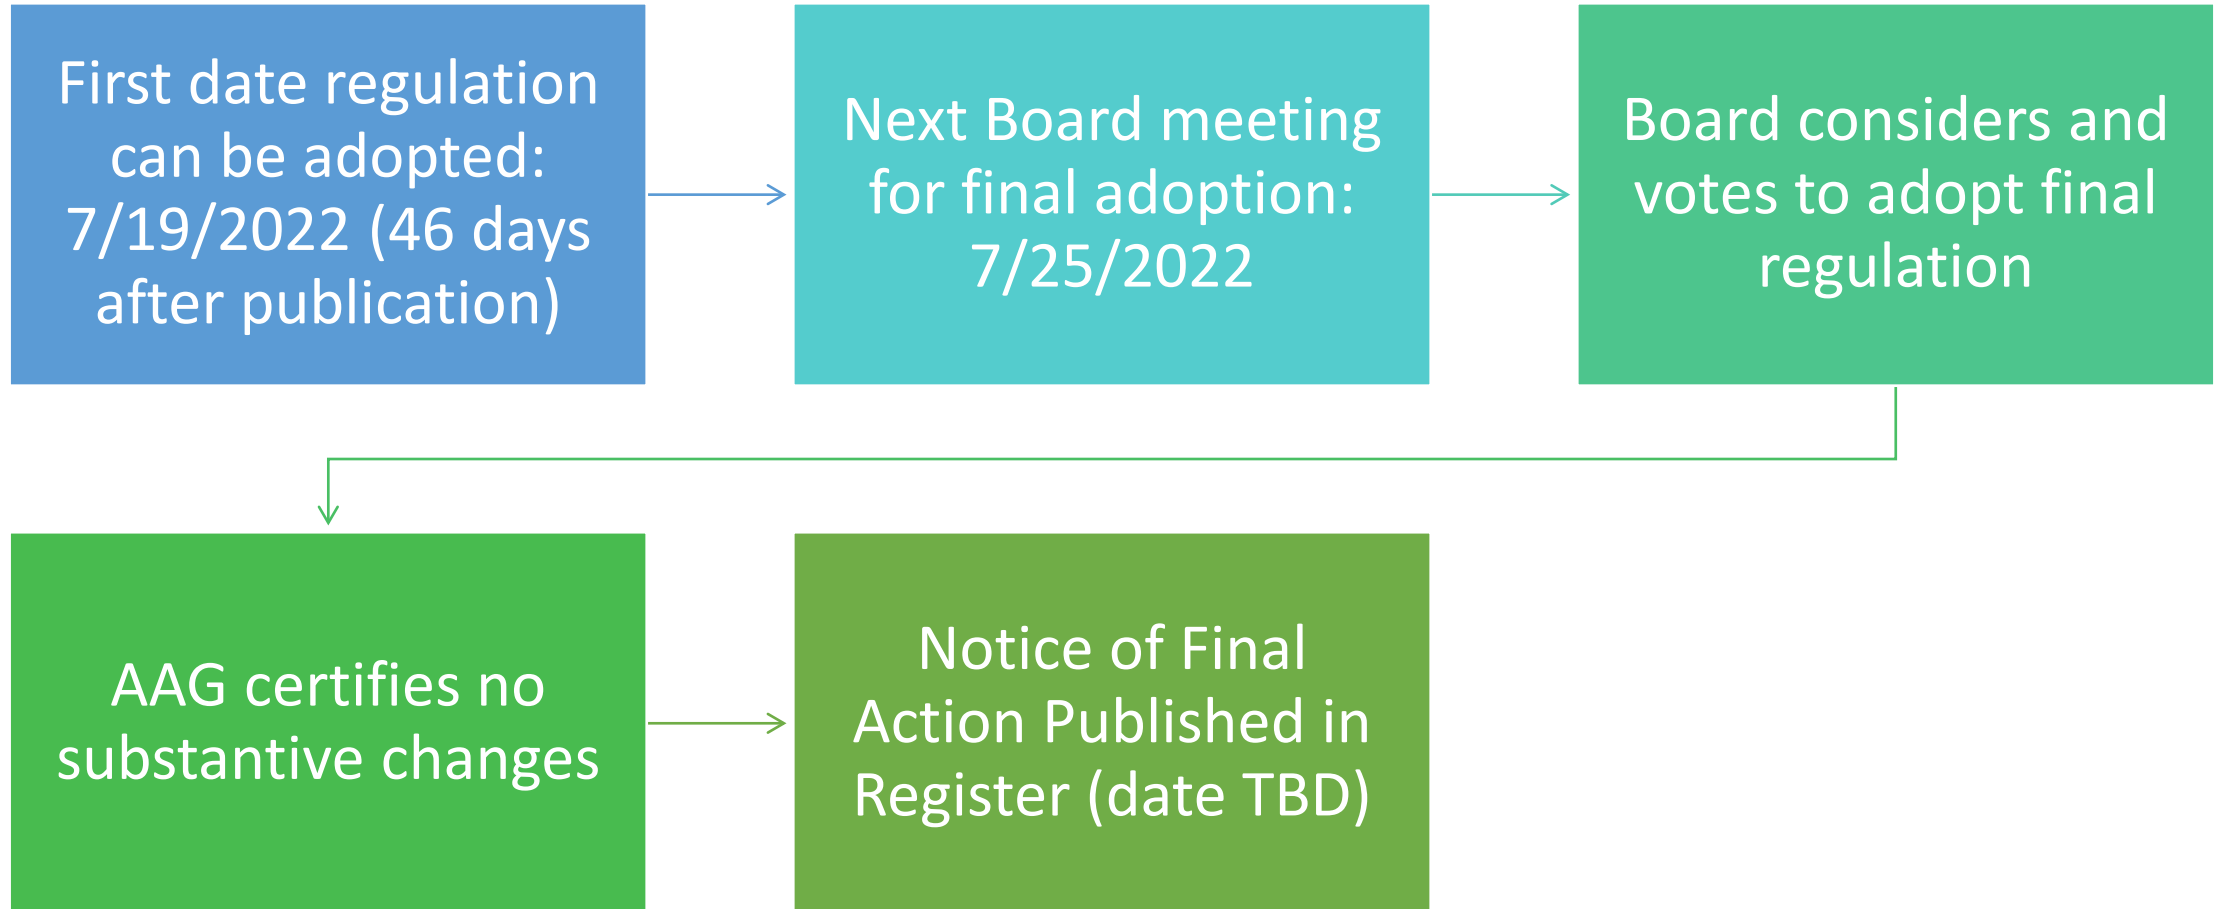 First date regulation
can be adopted:
7/19/2022 (46 days
after publication)
Next Board meeting
for final adoption:
7/25/2022
Board considers and
votes to adopt final
regulation
AAG certifies no
substantive changes
Notice of Final
Action Published in
Register (date TBD)